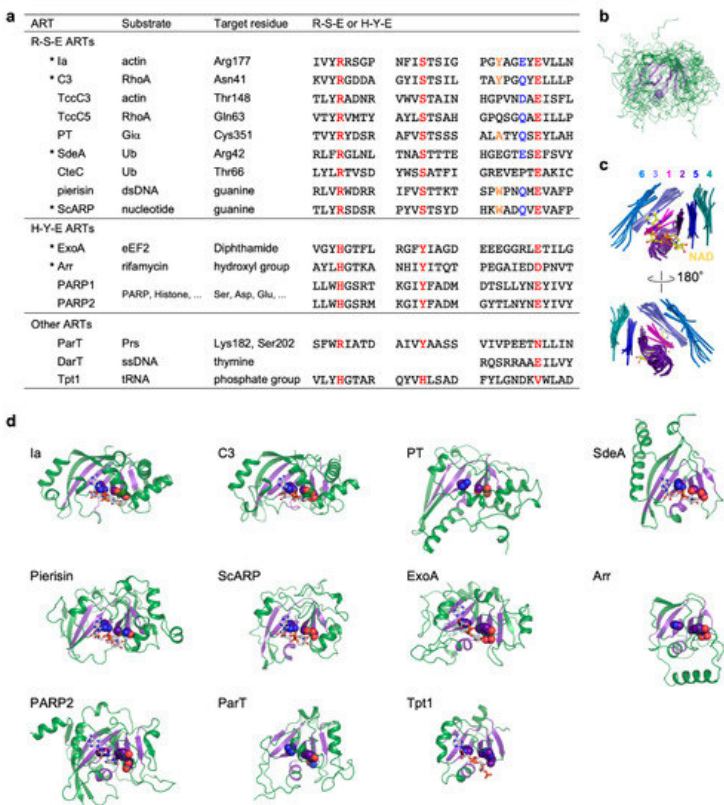 a
ART Substrate Target residue R-S-E or H-Y-E
R-S-E ARTs
* Ia actin Arg177 IVYRRSGP NFISTSIG PGYAGEYEVLLN
* C3 RhoA Asn41 KVYRGDDA GYISTSIL TAYPGQYELLLP
TccC3 actin Thr148 TLYRADNR VWVSTAIN HGPVNDAEISFL
TccC5 RhoA Gln63 VTYRVMTY AYLSTSAH GPQSGQAEILLP
PT Giα Cys351 TVYRYDSR AFVSTSSS ALATYQSEYLAH
* SdeA Ub Arg42 RLFRGLNL TNASTTTE HGEGTESEFSVY
CteC Ub Thr66 LYLRTVSD YWSSATFI GREVEPTEAKIC
pierisin dsDNA guanine RLVRWDRR IFVSTTKT SPWPNQMEVAFP
* ScARP nucleotide guanine TLYRSDSR PYVSTSYD HKWADQVEVAFP
H-Y-E ARTs
* ExoA eEF2 Diphthamide VGYHGTFL RGFYIAGD EEEGGRLETILG
* Arr rifamycin hydroxyl group AYLHGTKA NHIYITQT PEGAIEDDPNVT
PARP1 LLWHGSRT KGIYFADM DTSLLYNEYIVY
PARP, Histone, ... Ser, Asp, Glu, ...
PARP2 LLWHGSRM KGIYFADM GYTLNYNEYIVY
Other ARTs
ParT Prs Lys182, Ser202 SFWRIATD AIVYAASS VIVPEETNLLIN
DarT ssDNA thymine RQSRRAAEILVY
Tpt1 tRNA phosphate group VLYHGTAR QYVHLSAD FYLGNDKVWLAD
b
c
6 3 1 2 5 4
NAD
180°
d
Ia C3 PT SdeA
Pierisin ScARP ExoA Arr
PARP2 ParT Tpt1